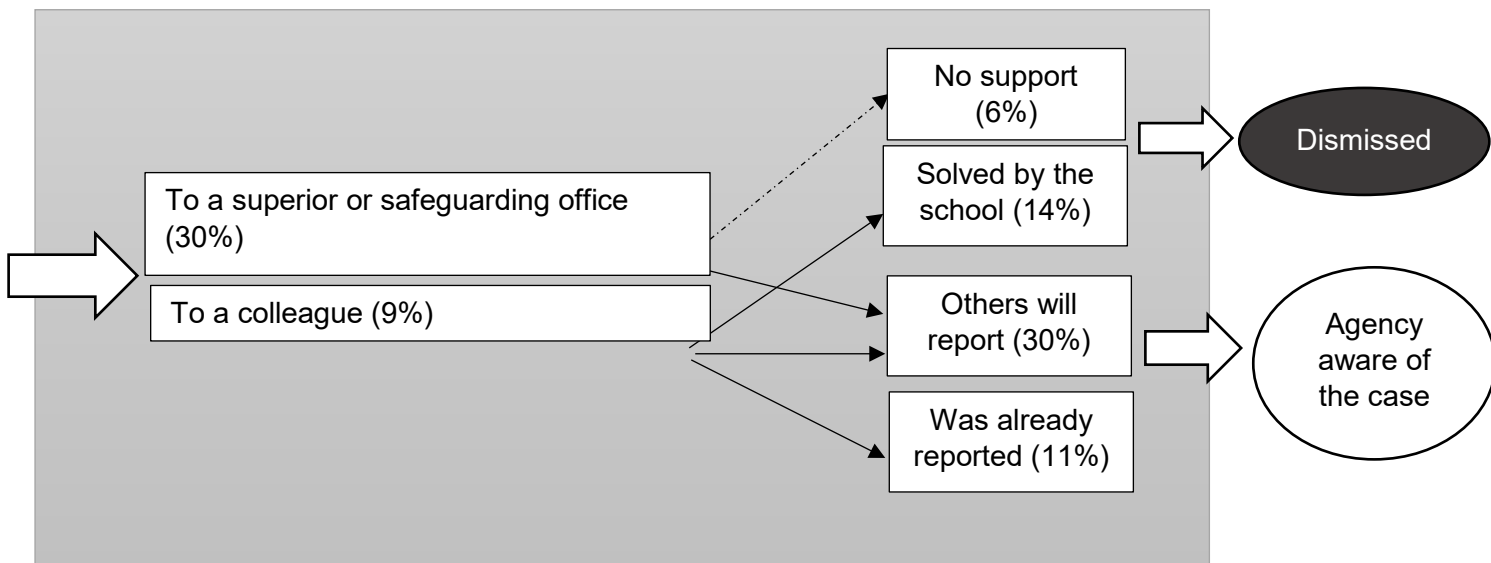 To a superior or safeguarding office
(30%)
To a colleague (9%)
No support
(6%)
Solved by the
school (14%)
Others will
report (30%)
Was already
reported (11%)
Dismissed
Agency
aware of
the case